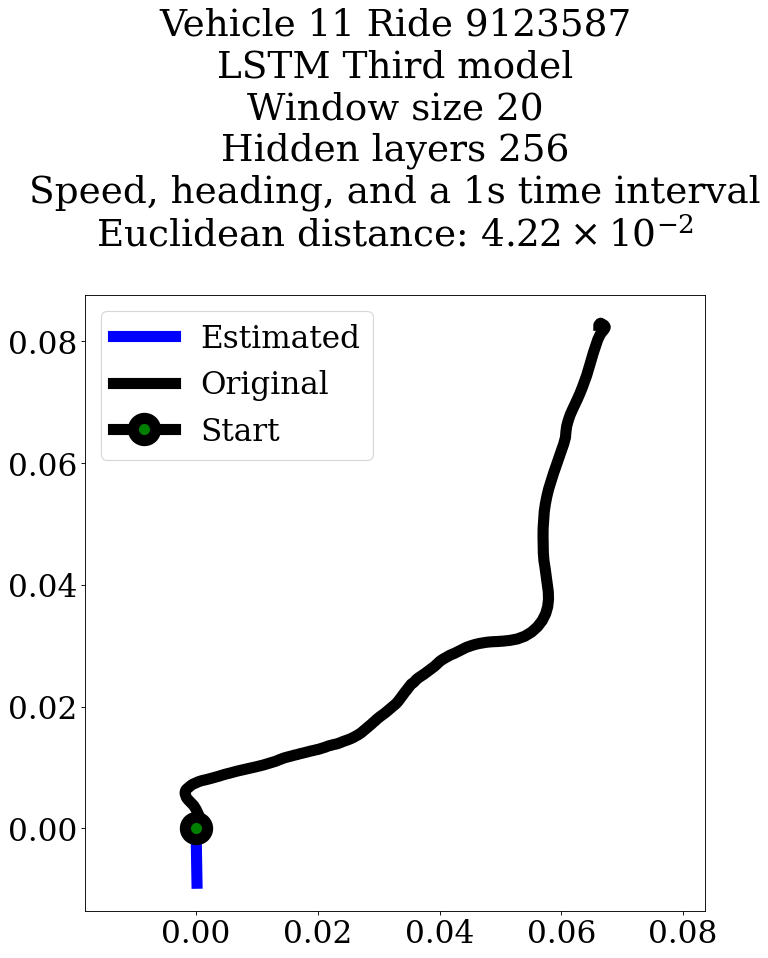 Vehicle 11 Ride 9123587
LSTM Third model
Window size 20
Hidden layers 256
Speed, heading, and a 1s time interval
Euclidean distance: 4.22 × 10⁻²
Estimated
Original
Start
0.08
0.06
0.04
0.02
0.00
0.00 0.02 0.04 0.06 0.08